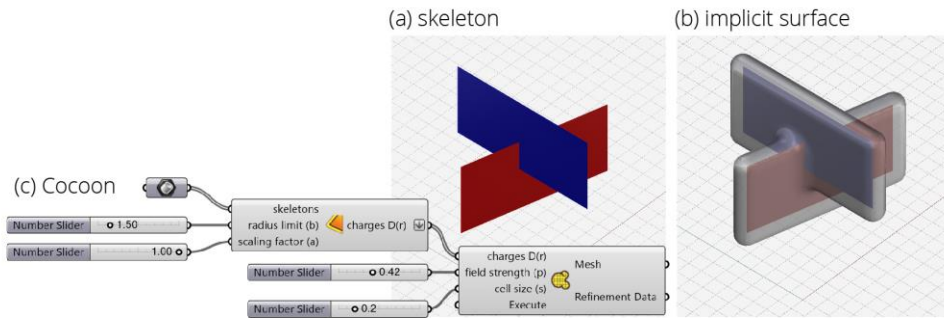 (a) skeleton
(b) implicit surface
(c) Cocoon
skeletons
Number Slider 1.50 radius limit (b) charges D(r)
Number Slider 1.00 scaling factor (a)
charges D(r) Mesh
Number Slider 0.42 field strength (p)
cell size (s) Refinement Data
Number Slider 0.2 Execute